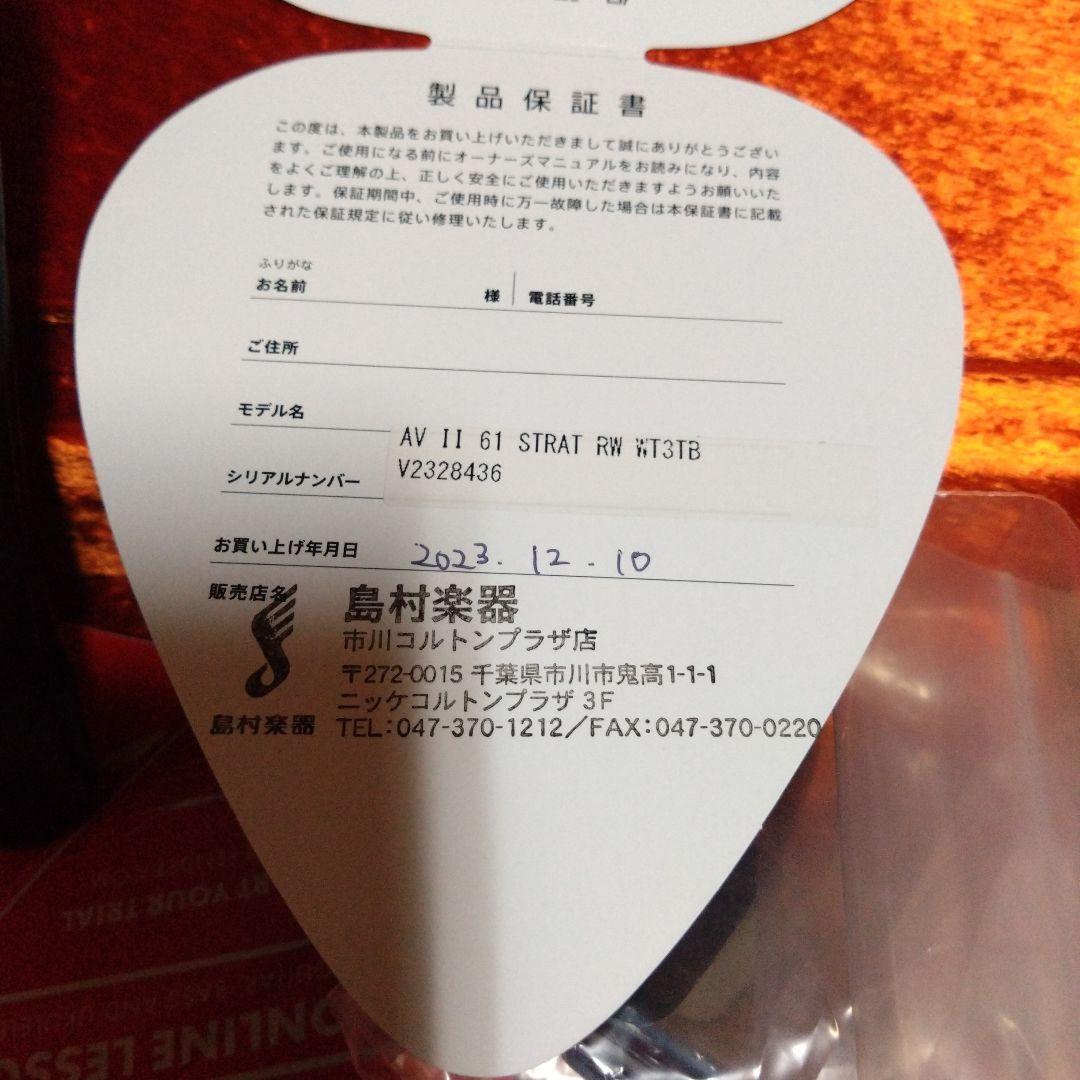 製品保証書
この度は、本製品をお買い上げいただきまして誠にありがとうござい
ます。ご使用になる前にオーナーズマニュアルをお読みになり、内容
をよくご理解の上、正しく安全にご使用いただきますようお願いいた
します。保証期間中、ご使用時に万一故障した場合は本保証書に記載
された保証規定に従い修理いたします。
ふりがな
お名前 様 電話番号
ご住所
モデル名
AV II 61 STRAT RW WT3TB
シリアルナンバー V2328436
お買い上げ年月日 2023.12.10
販売店名
島村楽器
市川コルトンプラザ店
〒272-0015 千葉県市川市鬼高1-1-1
ニッケコルトンプラザ 3F
島村楽器 TEL:047-370-1212/FAX:047-370-0220
YOUR TRIAL
ONLINE